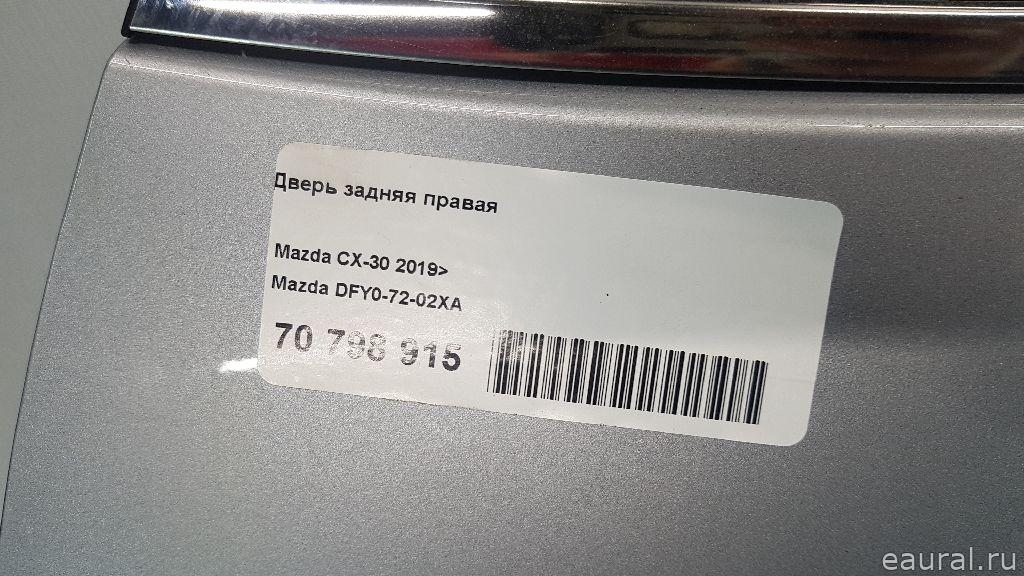 Дверь задняя правая
Mazda CX-30 2019>
Mazda DFY0-72-02XA
70 798 915
eaural.ru